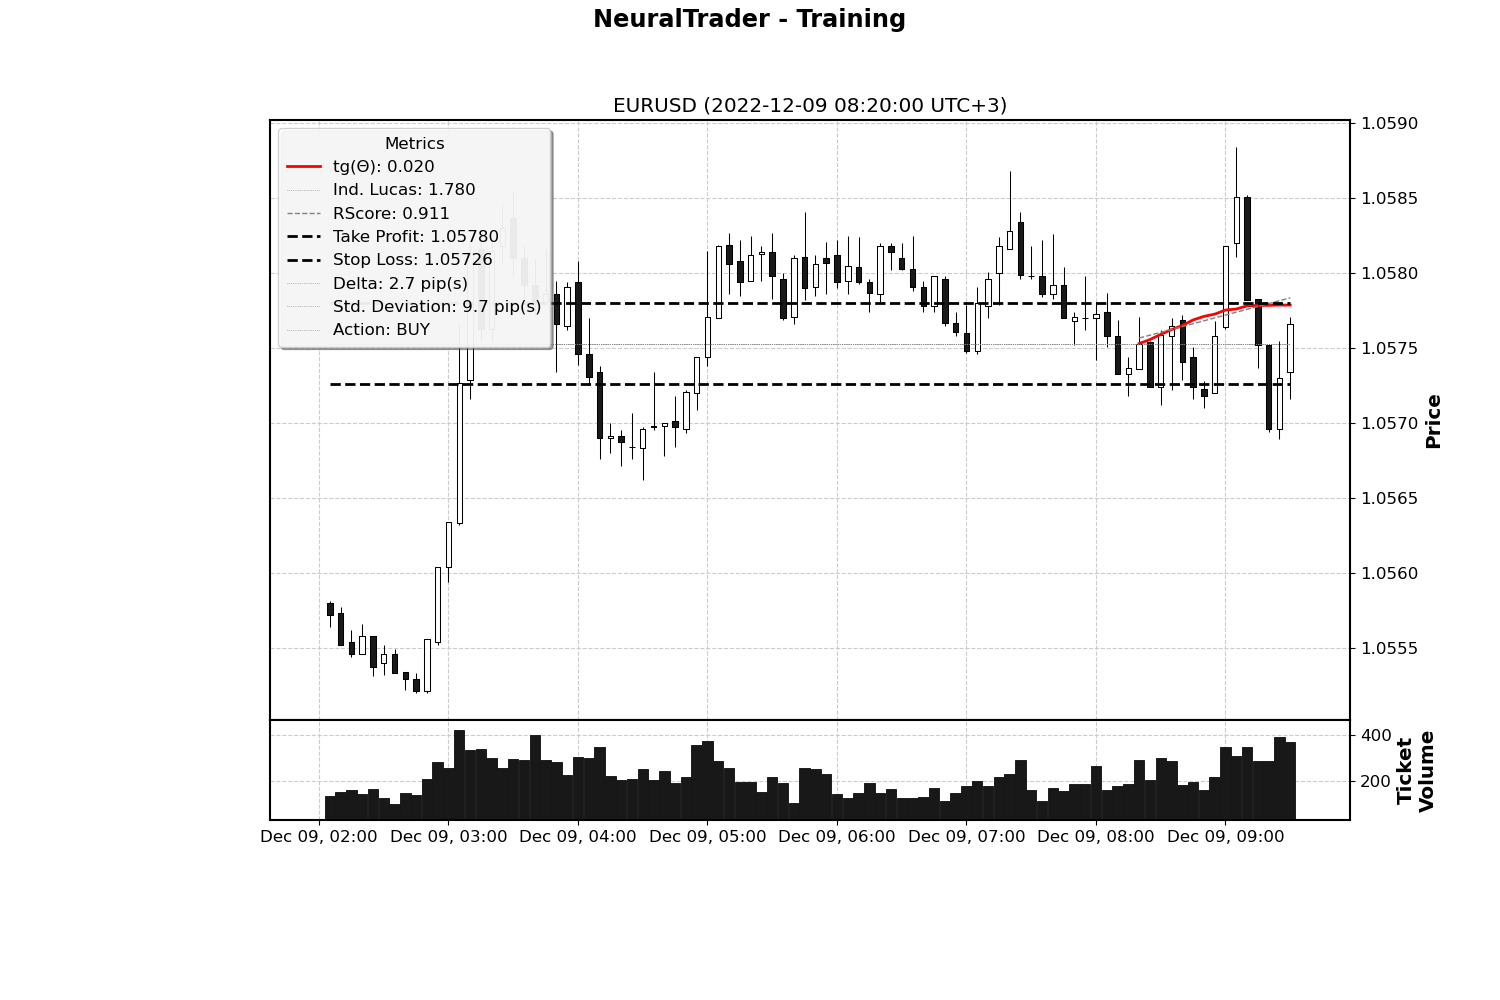 NeuralTrader - Training
EURUSD (2022-12-09 08:20:00 UTC+3)
Metrics
tg(Θ): 0.020
Ind. Lucas: 1.780
RScore: 0.911
Take Profit: 1.05780
Stop Loss: 1.05726
Delta: 2.7 pip(s)
Std. Deviation: 9.7 pip(s)
Action: BUY
1.0590
1.0585
1.0580
1.0575
1.0570
1.0565
1.0560
1.0555
Price
400
200
Ticket
Volume
Dec 09, 02:00 Dec 09, 03:00 Dec 09, 04:00 Dec 09, 05:00 Dec 09, 06:00 Dec 09, 07:00 Dec 09, 08:00 Dec 09, 09:00